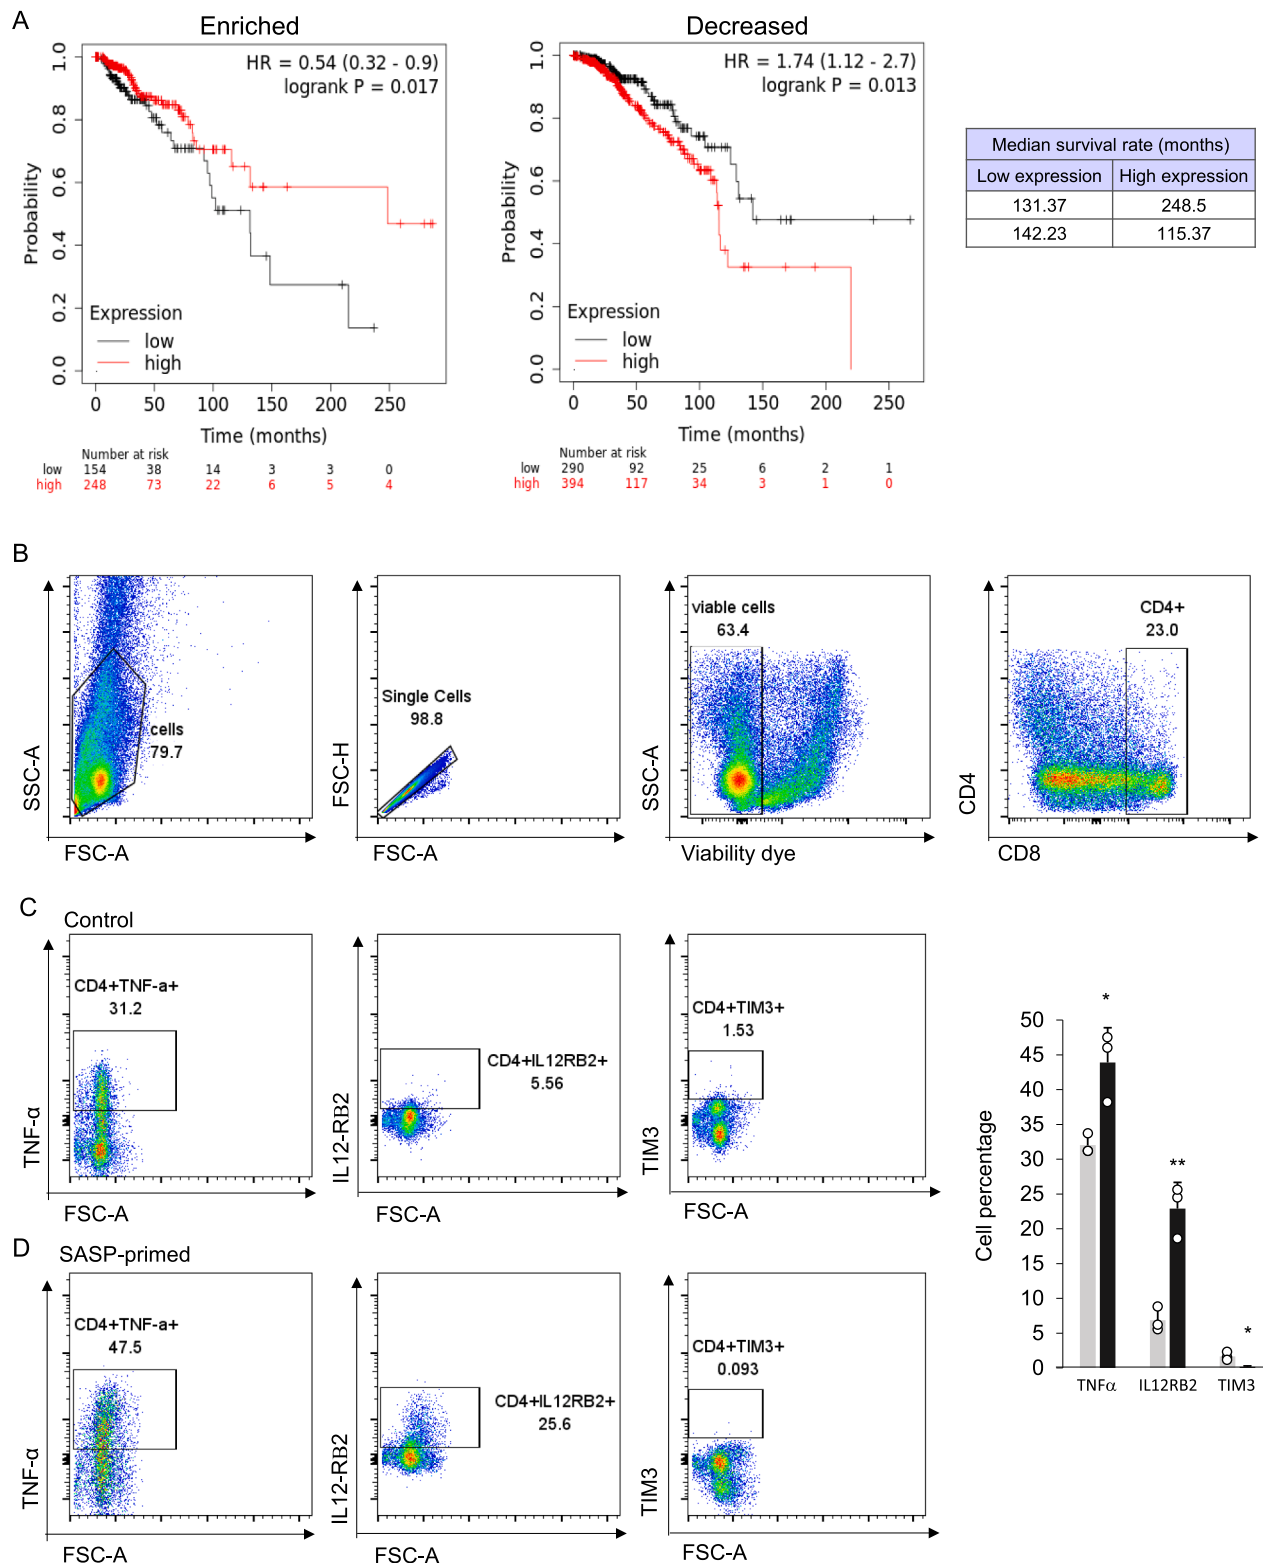 A
Enriched
HR = 0.54 (0.32 - 0.9)
logrank P = 0.017
Probability
1.0
0.8
0.6
0.4
0.2
0.0
Expression
low
high
0 50 100 150 200 250
Time (months)
Number at risk
low 154 38 14 3 3 0
high 248 73 22 6 5 4
Decreased
HR = 1.74 (1.12 - 2.7)
logrank P = 0.013
Probability
1.0
0.8
0.6
0.4
0.2
0.0
Expression
low
high
0 50 100 150 200 250
Time (months)
Number at risk
low 290 92 25 6 2 1
high 394 117 34 3 1 0
Median survival rate (months)
Low expression High expression
131.37 248.5
142.23 115.37
B
SSC-A
cells
79.7
FSC-A
FSC-H
Single Cells
98.8
FSC-A
SSC-A
viable cells
63.4
Viability dye
CD4
CD4+
23.0
CD8
C
Control
TNF-α
CD4+TNF-a+
31.2
FSC-A
IL12-RB2
CD4+IL12RB2+
5.56
FSC-A
TIM3
CD4+TIM3+
1.53
FSC-A
D
SASP-primed
TNF-α
CD4+TNF-a+
47.5
FSC-A
IL12-RB2
CD4+IL12RB2+
25.6
FSC-A
TIM3
CD4+TIM3+
0.093
FSC-A
Cell percentage
50
45
40
35
30
25
20
15
10
5
0
*
**
*
TNFα IL12RB2 TIM3